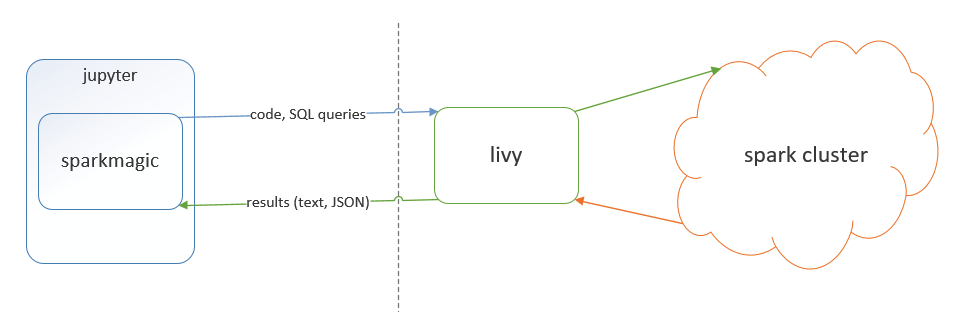 jupyter
sparkmagic
code, SQL queries
results (text, JSON)
livy
spark cluster